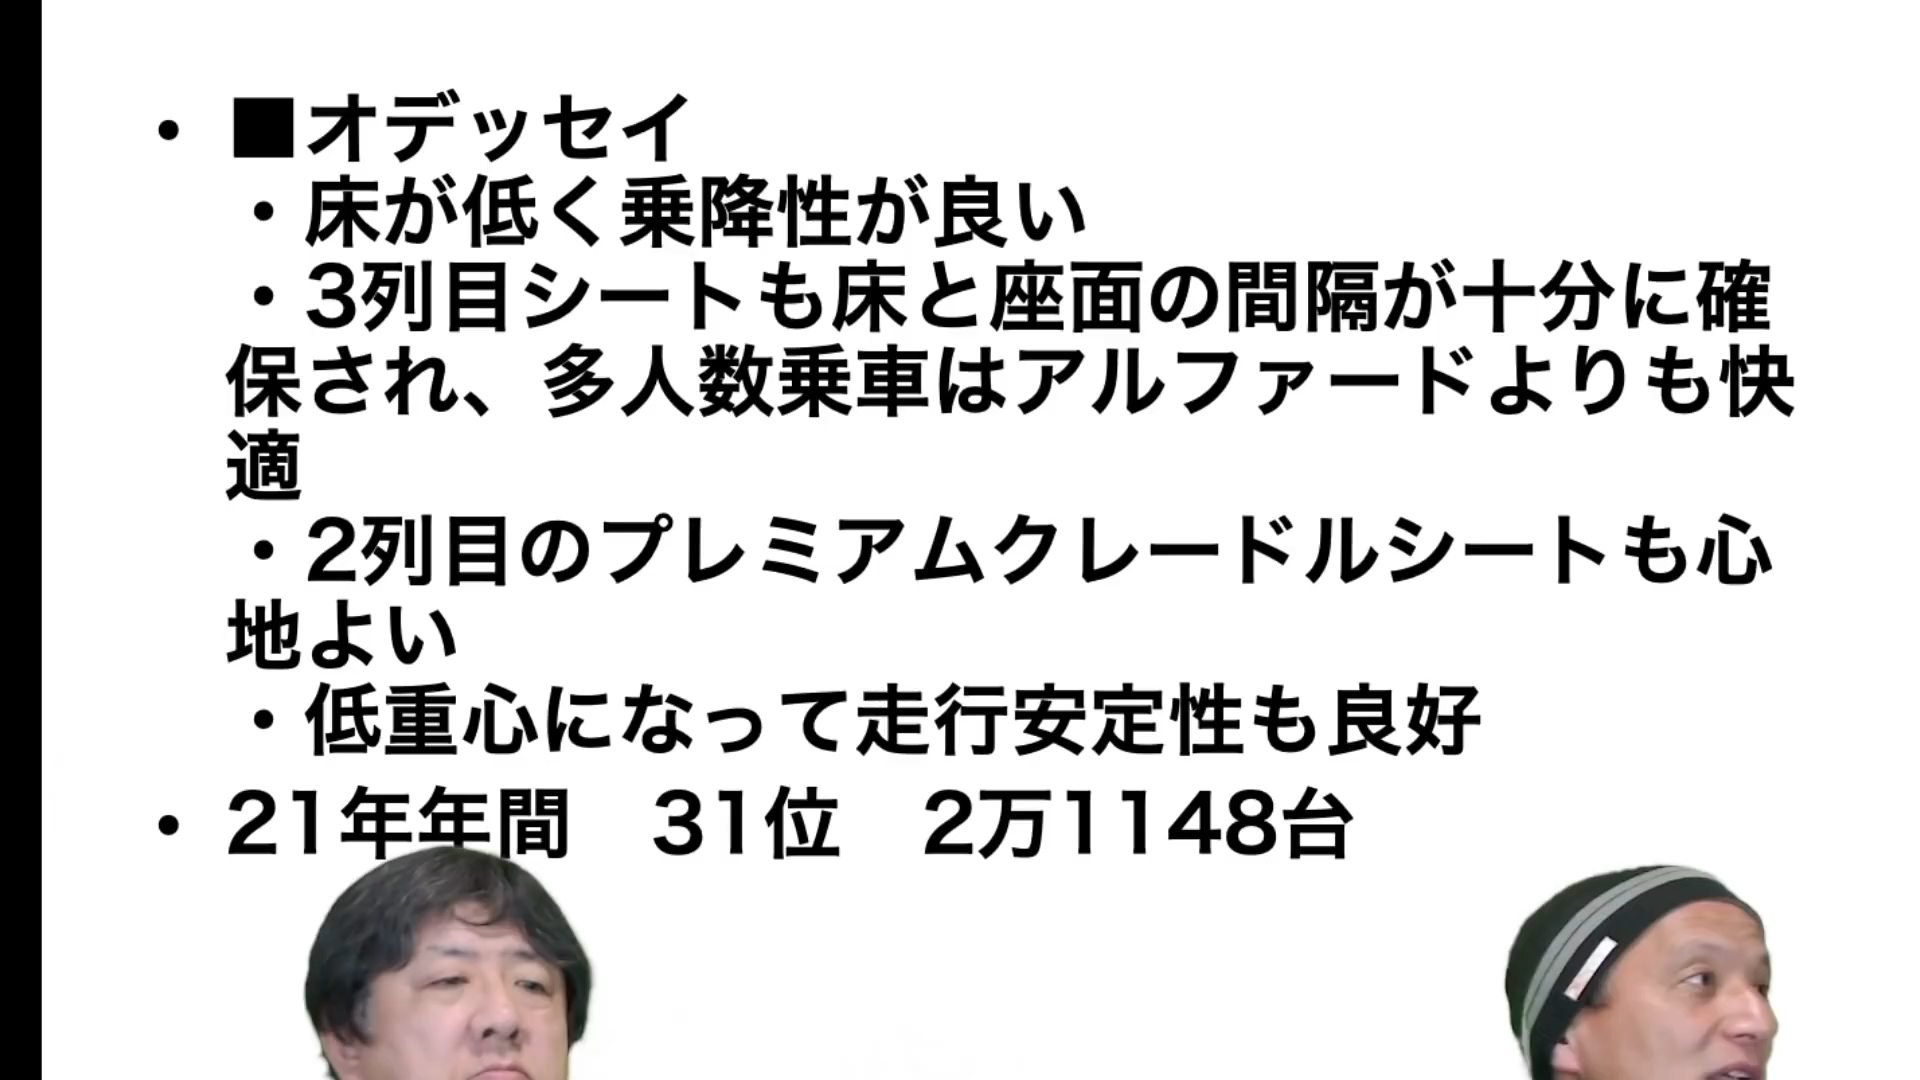 • ■オデッセイ
・床が低く乗降性が良い
・3列目シートも床と座面の間隔が十分に確
保され、多人数乗車はアルファードよりも快
適
・2列目のプレミアムクレードルシートも心
地よい
・低重心になって走行安定性も良好
• 21年年間　31位　2万1148台